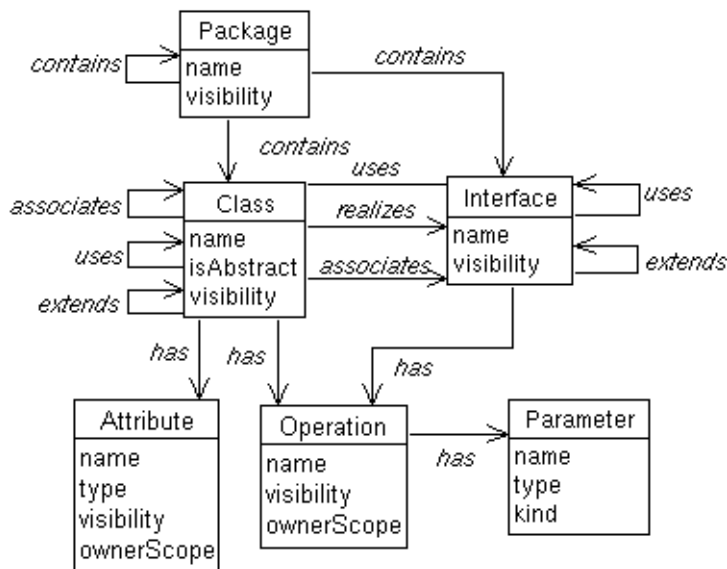 Package
contains
contains
name
visibility
contains
uses
Class
Interface
associates
realizes
uses
name
name
uses
isAbstract
associates
visibility
extends
visibility
extends
has
has
has
Attribute
Operation
Parameter
name
type
visibility
ownerScope
name
visibility
ownerScope
has
name
type
kind